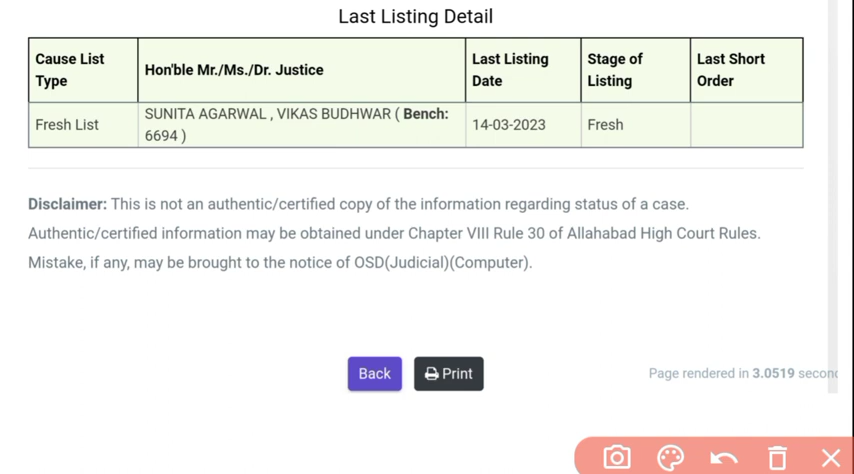 Last Listing Detail
Cause List Type
Hon'ble Mr./Ms./Dr. Justice
Last Listing Date
Stage of Listing
Last Short Order
Fresh List
SUNITA AGARWAL , VIKAS BUDHWAR ( Bench: 6694 )
14-03-2023
Fresh
Disclaimer: This is not an authentic/certified copy of the information regarding status of a case.
Authentic/certified information may be obtained under Chapter VIII Rule 30 of Allahabad High Court Rules.
Mistake, if any, may be brought to the notice of OSD(Judicial)(Computer).
Back
Print
Page rendered in 3.0519 secon